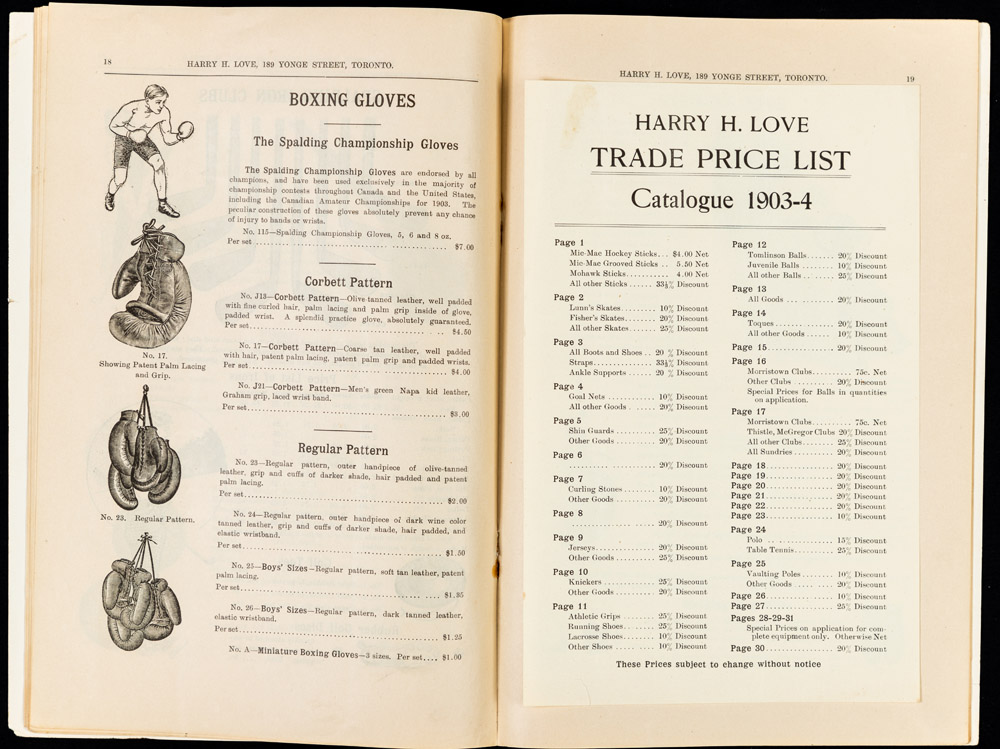 18
HARRY H. LOVE, 189 YONGE STREET, TORONTO.
BOXING GLOVES
The Spalding Championship Gloves
The Spalding Championship Gloves are endorsed by all
champions, and have been used exclusively in the majority of
championship contests throughout Canada and the United States,
including the Canadian Amateur Championships for 1903. The
peculiar construction of these gloves absolutely prevent any chance
of injury to hands or wrists.
No. 115—Spalding Championship Gloves, 5, 6 and 8 oz.
Per set .......... $7.00
Corbett Pattern
No. J13—Corbett Pattern—Olive tanned leather, well padded
with fine curled hair, palm lacing and palm grip inside of glove,
padded wrist. A splendid practice glove, absolutely guaranteed.
Per set.......... $4.50
No. 17—Corbett Pattern—Coarse tan leather, well padded
with hair, patent palm lacing, patent palm grip and padded wrists.
Per set.......... $4.00
No. J21—Corbett Pattern—Men's green Napa kid leather,
Graham grip, laced wrist band.
Per set.......... $3.00
Regular Pattern
No. 23—Regular pattern, outer handpiece of olive-tanned
leather, grip and cuffs of darker shade, hair padded and patent
palm lacing.
Per set.......... $2.00
No. 24—Regular pattern, outer handpiece of dark wine color
tanned leather, grip and cuffs of darker shade, hair padded, and
elastic wristband.
Per set.......... $1.50
No. 25—Boys' Sizes—Regular pattern, soft tan leather, patent
palm lacing.
Per set.......... $1.95
No. 26—Boys' Sizes—Regular pattern, dark tanned leather,
elastic wristband.
Per set.......... $1.25
No. A—Miniature Boxing Gloves—3 sizes. Per set.... $1.00
No. 17.
Showing Patent Palm Lacing
and Grip.
No. 23. Regular Pattern.
HARRY H. LOVE, 189 YONGE STREET, TORONTO.
19
HARRY H. LOVE
TRADE PRICE LIST
Catalogue 1903-4
Page 1
Mic-Mac Hockey Sticks... $4.00 Net
Mic-Mac Grooved Sticks .. 5.50 Net
Mohawk Sticks........... 4.00 Net
All other Sticks ...... 33⅓% Discount
Page 2
Lunn's Skates.......... 10% Discount
Fisher's Skates......... 20% Discount
All other Skates........ 25% Discount
Page 3
All Boots and Shoes .. 20 % Discount
Straps............... 33⅓% Discount
Ankle Supports ...... 20 % Discount
Page 4
Goal Nets ............ 10% Discount
All other Goods ....... 20% Discount
Page 5
Shin Guards .......... 25% Discount
Other Goods .......... 20% Discount
Page 6
.................... 20% Discount
Page 7
Curling Stones ........ 10% Discount
Other Goods .......... 20% Discount
Page 8
.................... 20% Discount
Page 9
Jerseys............... 20% Discount
Other Goods .......... 25% Discount
Page 10
Knickers ............. 25% Discount
Other Goods .......... 20% Discount
Page 11
Athletic Grips ........ 25% Discount
Running Shoes........ 25% Discount
Lacrosse Shoes........ 10% Discount
Other Shoes .......... 10% Discount
Page 12
Tomlinson Balls....... 20% Discount
Juvenile Balls ........ 10% Discount
All other Balls ........ 25% Discount
Page 13
All Goods ............ 20% Discount
Page 14
Toques............... 20% Discount
All other Goods ....... 10% Discount
Page 15............... 20% Discount
Page 16
Morristown Clubs.......... 75c. Net
Other Clubs .......... 20% Discount
Special Prices for Balls in quantities
on application.
Page 17
Morristown Clubs.......... 75c. Net
Thistle, McGregor Clubs 20% Discount
All other Clubs........ 25% Discount
All Sundries .......... 20% Discount
Page 18............... 20% Discount
Page 19............... 20% Discount
Page 20............... 20% Discount
Page 21............... 20% Discount
Page 22............... 20% Discount
Page 23............... 10% Discount
Page 24
Polo ................. 15% Discount
Table Tennis.......... 25% Discount
Page 25
Vaulting Poles ........ 10% Discount
Other Goods .......... 20% Discount
Page 26............... 10% Discount
Page 27............... 25% Discount
Pages 28-29-31
Special Prices on application for com-
plete equipment only. Otherwise Net
Page 30............... 20% Discount
These Prices subject to change without notice